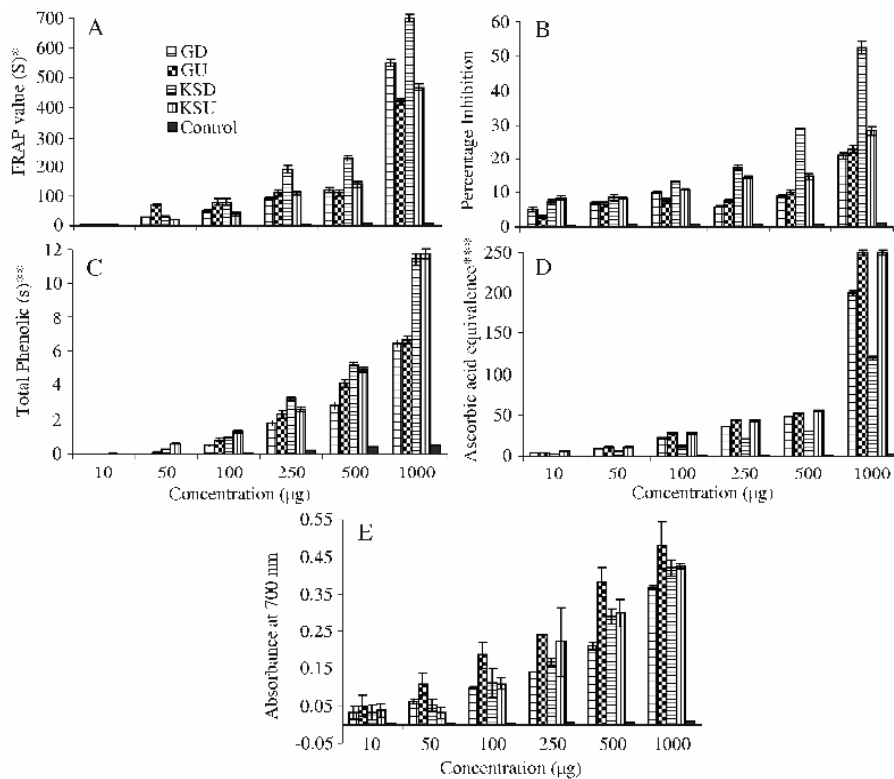 A
FRAP value (S)*
700
600
500
400
300
200
100
0
GD
GU
KSD
KSU
Control
B
Percentage Inhibition
60
50
40
30
20
10
0
C
Total Phenolic (s)**
12
10
8
6
4
2
0
10 50 100 250 500 1000
Concentration (μg)
D
Ascorbic acid equivalence***
250
200
150
100
50
0
10 50 100 250 500 1000
Concentration (μg)
E
Absorbance at 700 nm
0.55
0.45
0.35
0.25
0.15
0.05
-0.05
10 50 100 250 500 1000
Concentration (μg)